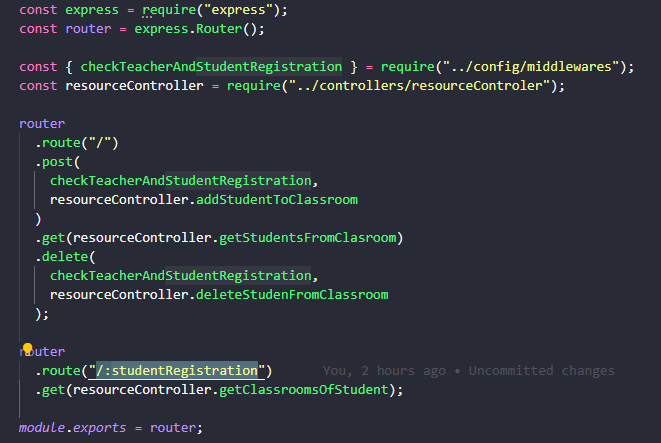 const express = require("express");
const router = express.Router();
const { checkTeacherAndStudentRegistration } = require("../config/middlewares");
const resourceController = require("../controllers/resourceControler");
router
.route("/")
.post(
checkTeacherAndStudentRegistration,
resourceController.addStudentToClassroom
)
.get(resourceController.getStudentsFromClasroom)
.delete(
checkTeacherAndStudentRegistration,
resourceController.deleteStudenFromClassroom
);
router
.route("/:studentRegistration") You, 2 hours ago • Uncommitted changes
.get(resourceController.getClassroomsOfStudent);
module.exports = router;